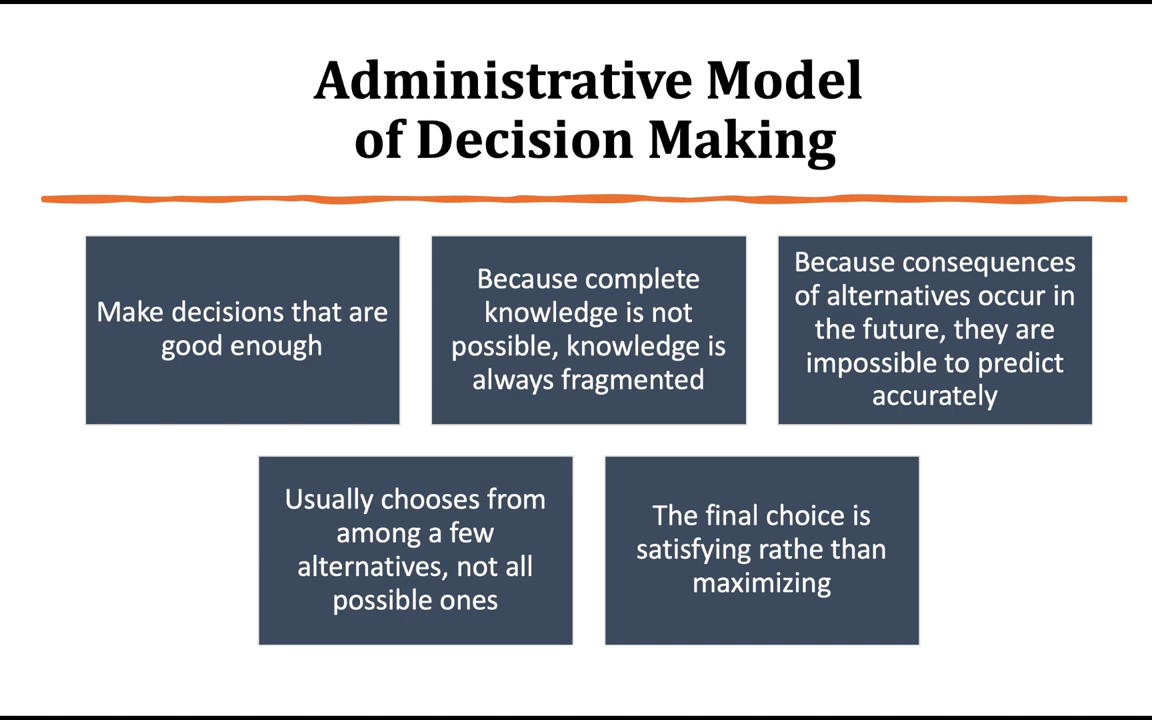 Administrative Model
of Decision Making
Make decisions that are
good enough
Because complete
knowledge is not
possible, knowledge is
always fragmented
Because consequences
of alternatives occur in
the future, they are
impossible to predict
accurately
Usually chooses from
among a few
alternatives, not all
possible ones
The final choice is
satisfying rathe than
maximizing